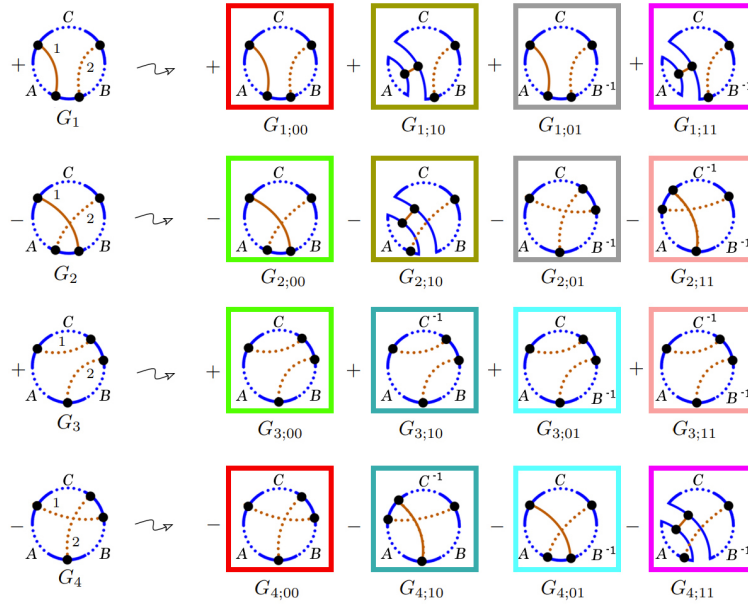 C C C C C
1 2
+ + + + +
A B A B A B A B⁻¹ A B⁻¹
G₁ G₁;₀₀ G₁;₁₀ G₁;₀₁ G₁;₁₁
C C C C C⁻¹
1 2
− − − − −
A B A B A B A B⁻¹ A B⁻¹
G₂ G₂;₀₀ G₂;₁₀ G₂;₀₁ G₂;₁₁
C C C⁻¹ C C⁻¹
1 2
+ + + + +
A B A B A B A B⁻¹ A B⁻¹
G₃ G₃;₀₀ G₃;₁₀ G₃;₀₁ G₃;₁₁
C C C⁻¹ C C
1 2
− − − − −
A B A B A B A B⁻¹ A B⁻¹
G₄ G₄;₀₀ G₄;₁₀ G₄;₀₁ G₄;₁₁